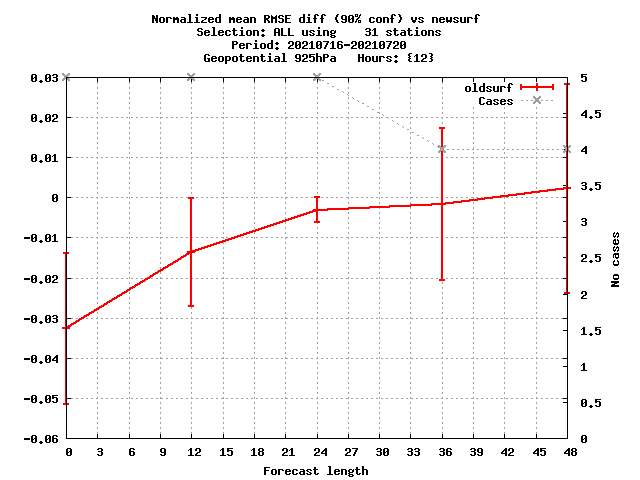 Normalized mean RMSE diff (90% conf) vs newsurf
Selection: ALL using    31 stations
Period: 20210716-20210720
Geopotential 925hPa   Hours: {12}
oldsurf
Cases
0.03
0.02
0.01
0
-0.01
-0.02
-0.03
-0.04
-0.05
-0.06
5
4.5
4
3.5
3
2.5
2
1.5
1
0.5
0
No cases
0 3 6 9 12 15 18 21 24 27 30 33 36 39 42 45 48
Forecast length